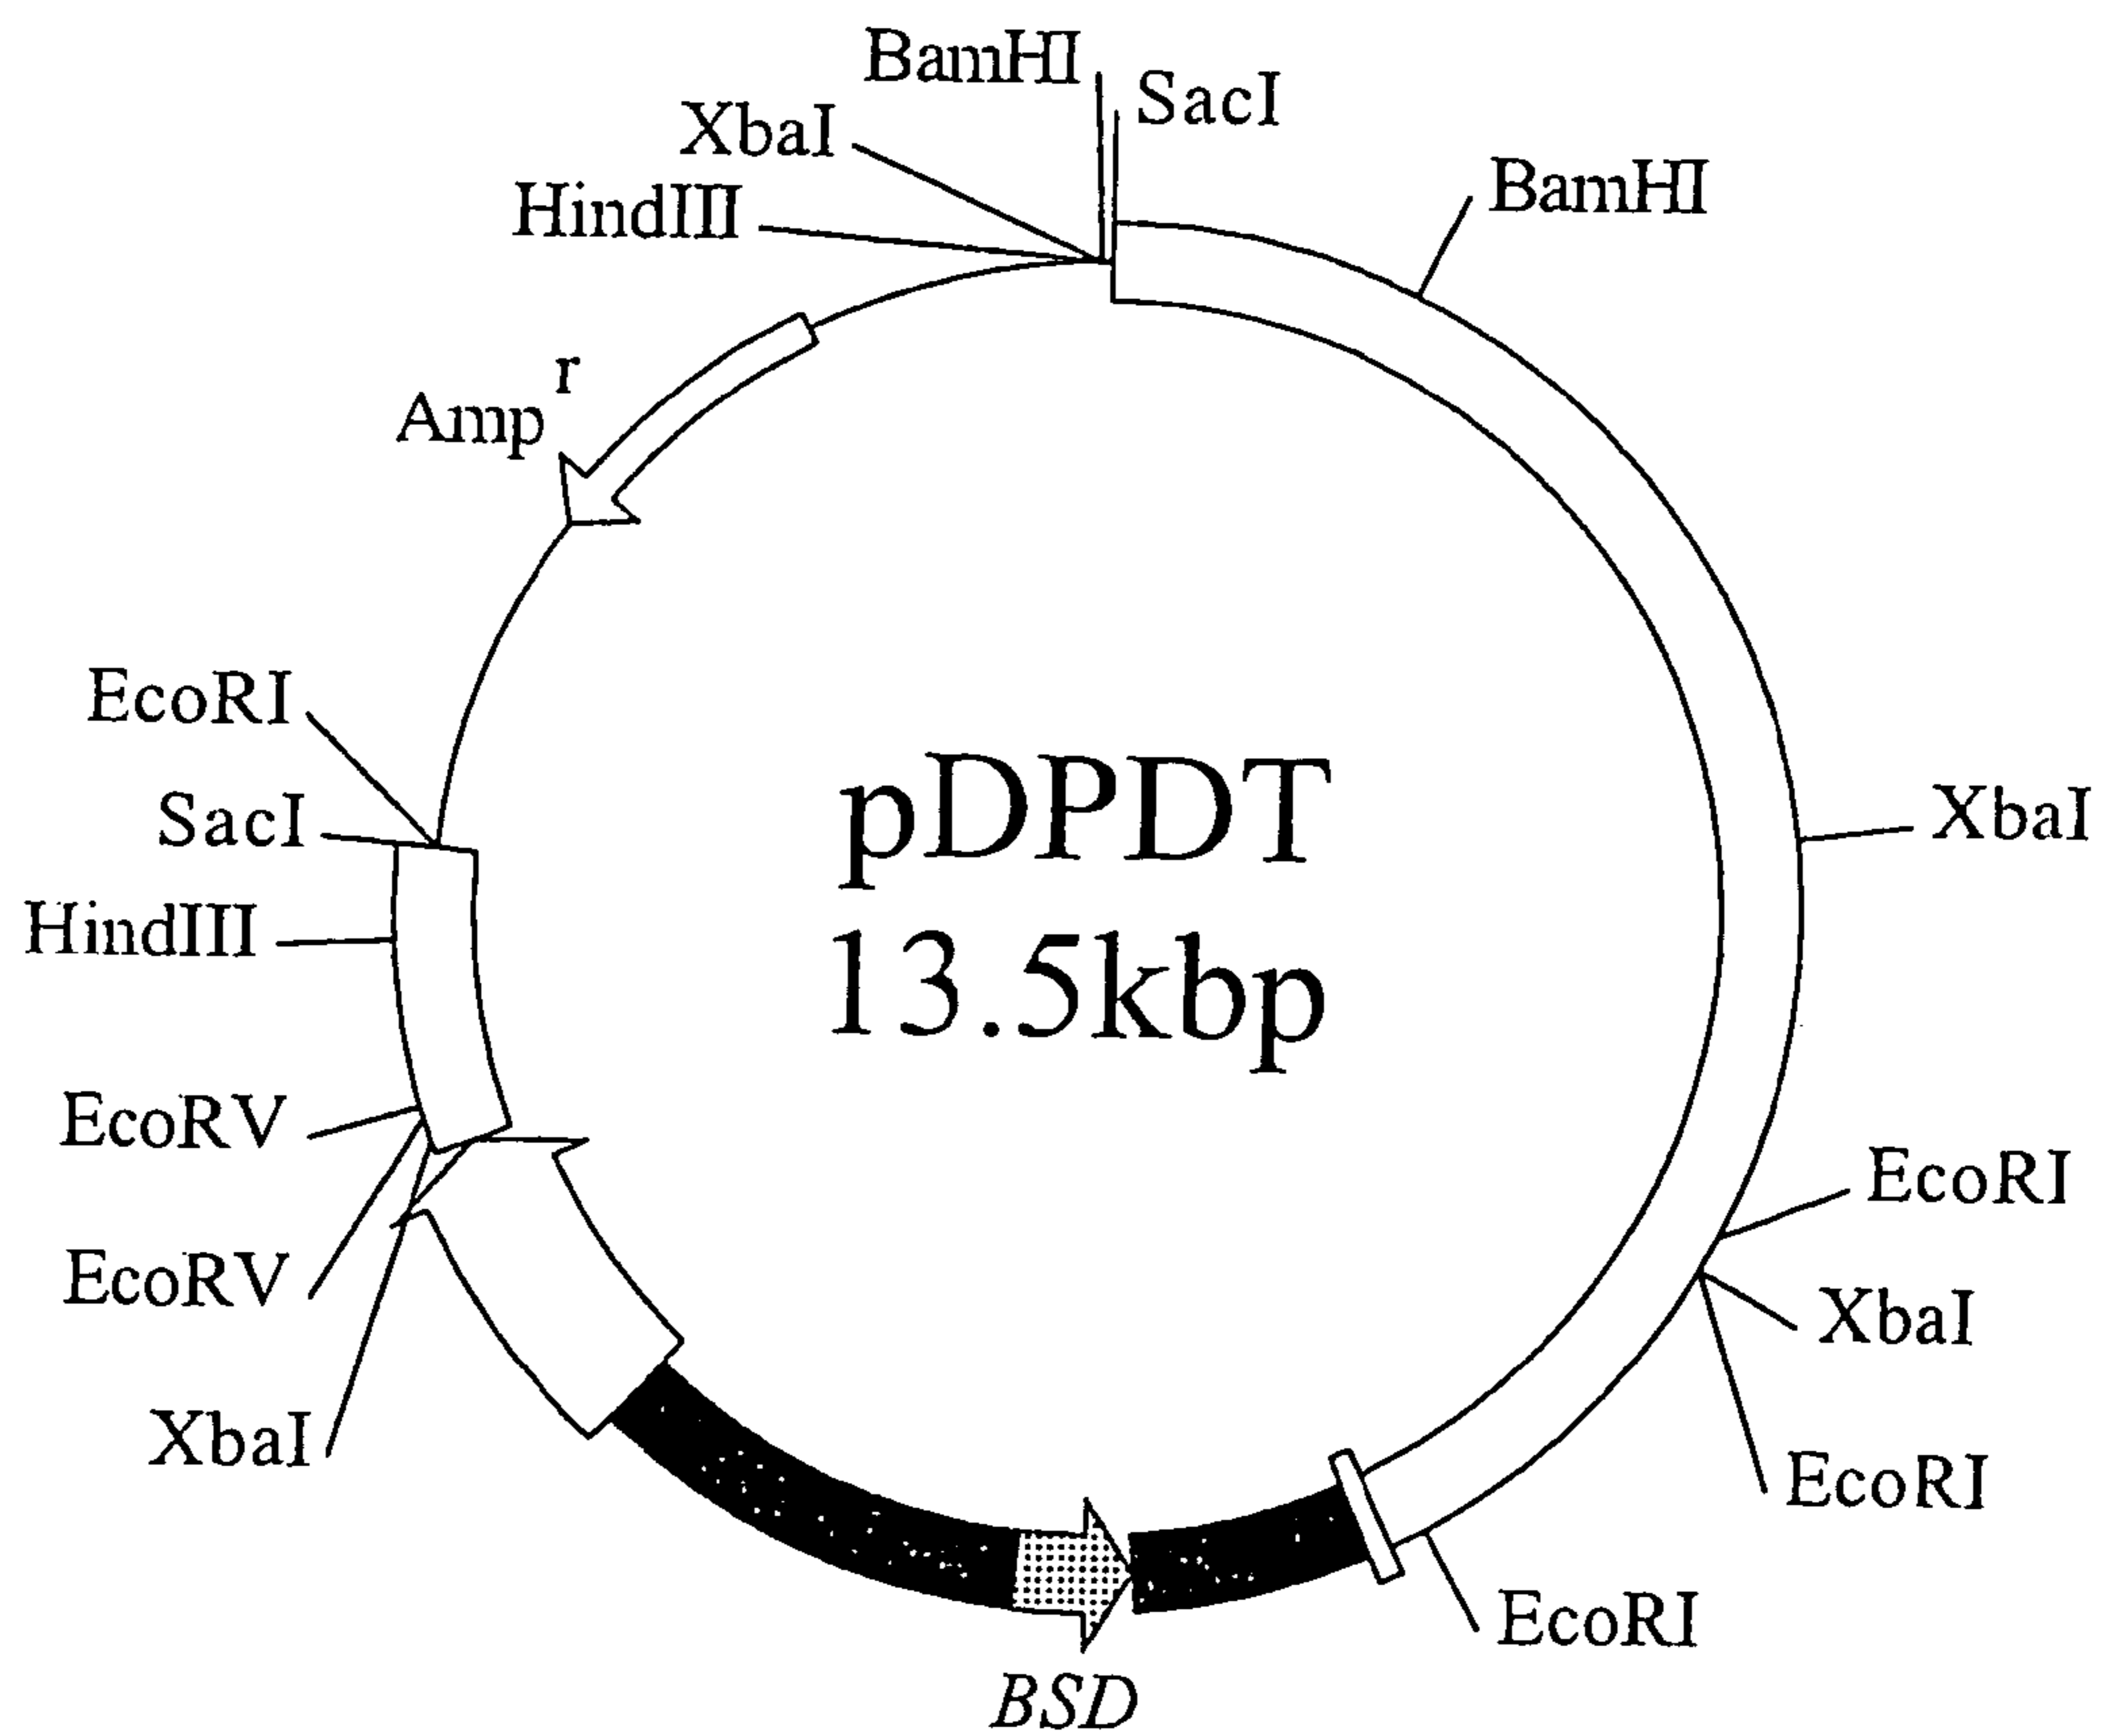 BamHI
SacI
XbaI
BamHI
HindIII
Amp r
EcoRI
pDPDT
SacI
XbaI
HindIII
13.5kbp
EcoRV
EcoRI
EcoRV
XbaI
XbaI
EcoRI
EcoRI
BSD